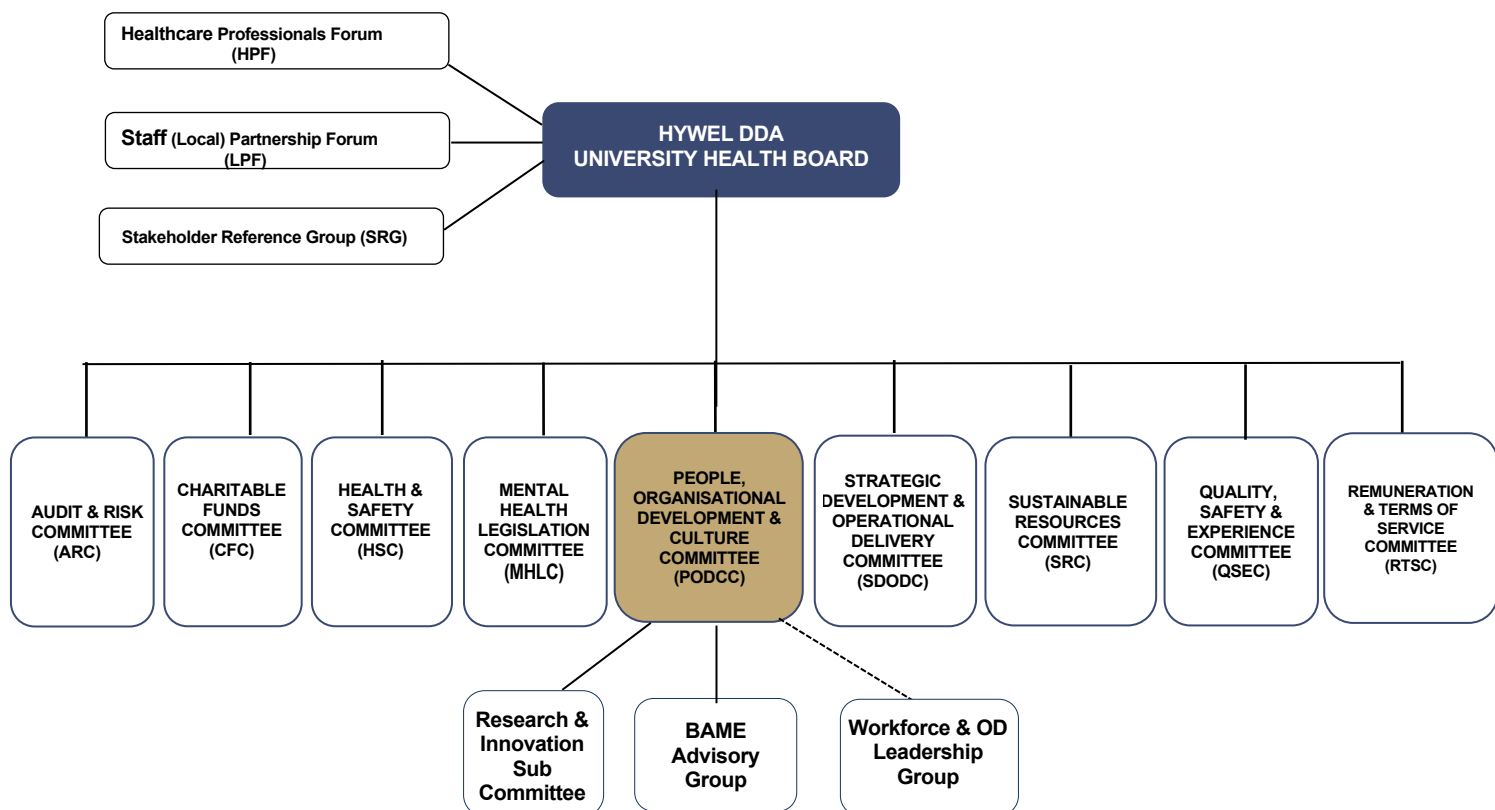 Healthcare Professionals Forum
(HPF)
Staff (Local) Partnership Forum
(LPF)
Stakeholder Reference Group (SRG)
HYWEL DDA
UNIVERSITY HEALTH BOARD
AUDIT & RISK
COMMITTEE
(ARC)
CHARITABLE
FUNDS
COMMITTEE
(CFC)
HEALTH &
SAFETY
COMMITTEE
(HSC)
MENTAL
HEALTH
LEGISLATION
COMMITTEE
(MHLC)
PEOPLE,
ORGANISATIONAL
DEVELOPMENT &
CULTURE
COMMITTEE
(PODCC)
STRATEGIC
DEVELOPMENT &
OPERATIONAL
DELIVERY
COMMITTEE
(SDODC)
SUSTAINABLE
RESOURCES
COMMITTEE
(SRC)
QUALITY,
SAFETY &
EXPERIENCE
COMMITTEE
(QSEC)
REMUNERATION
& TERMS OF
SERVICE
COMMITTEE
(RTSC)
Research &
Innovation
Sub
Committee
BAME
Advisory
Group
Workforce & OD
Leadership
Group